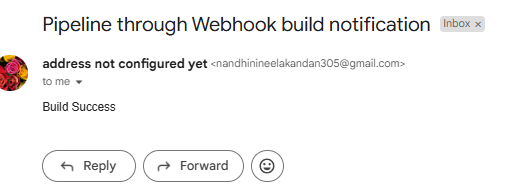 Pipeline through Webhook build notification Inbox ×
address not configured yet <nandhinineelakandan305@gmail.com>
to me
Build Success
Reply Forward